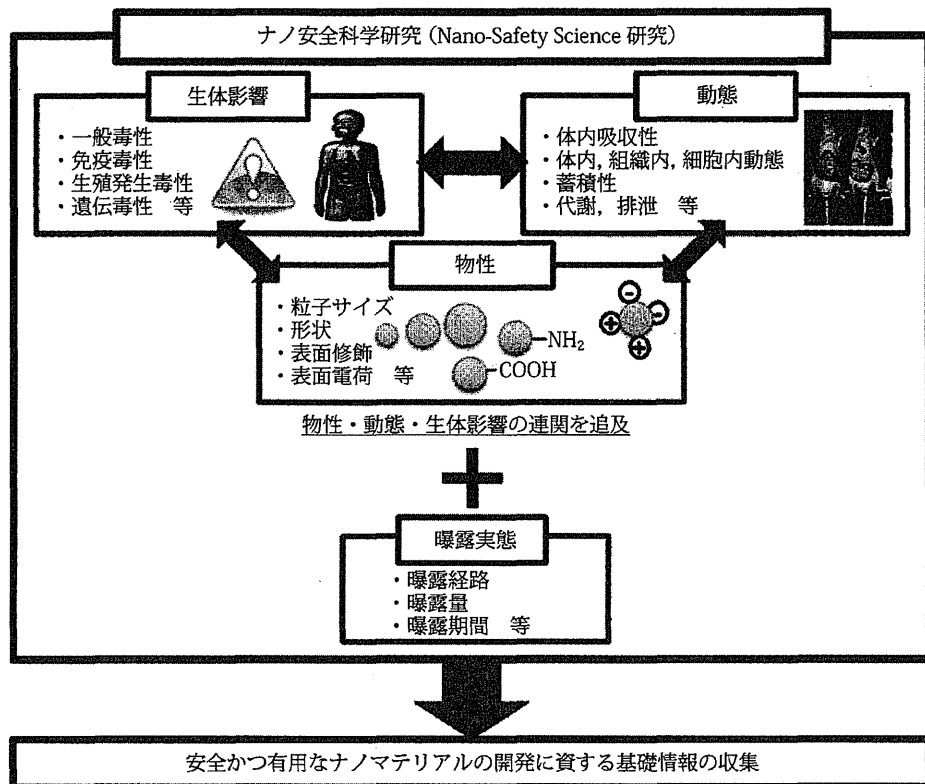 ナノ安全科学研究(Nano-Safety Science 研究)
生体影響
・一般毒性
・免疫毒性
・生殖発生毒性
・遺伝毒性 等
動態
・体内吸収性
・体内, 組織内, 細胞内動態
・蓄積性
・代謝, 排泄 等
物性
・粒子サイズ
・形状
・表面修飾
・表面電荷 等
NH₂
COOH
物性・動態・生体影響の連関を追及
曝露実態
・曝露経路
・曝露量
・曝露期間 等
安全かつ有用なナノマテリアルの開発に資する基礎情報の収集